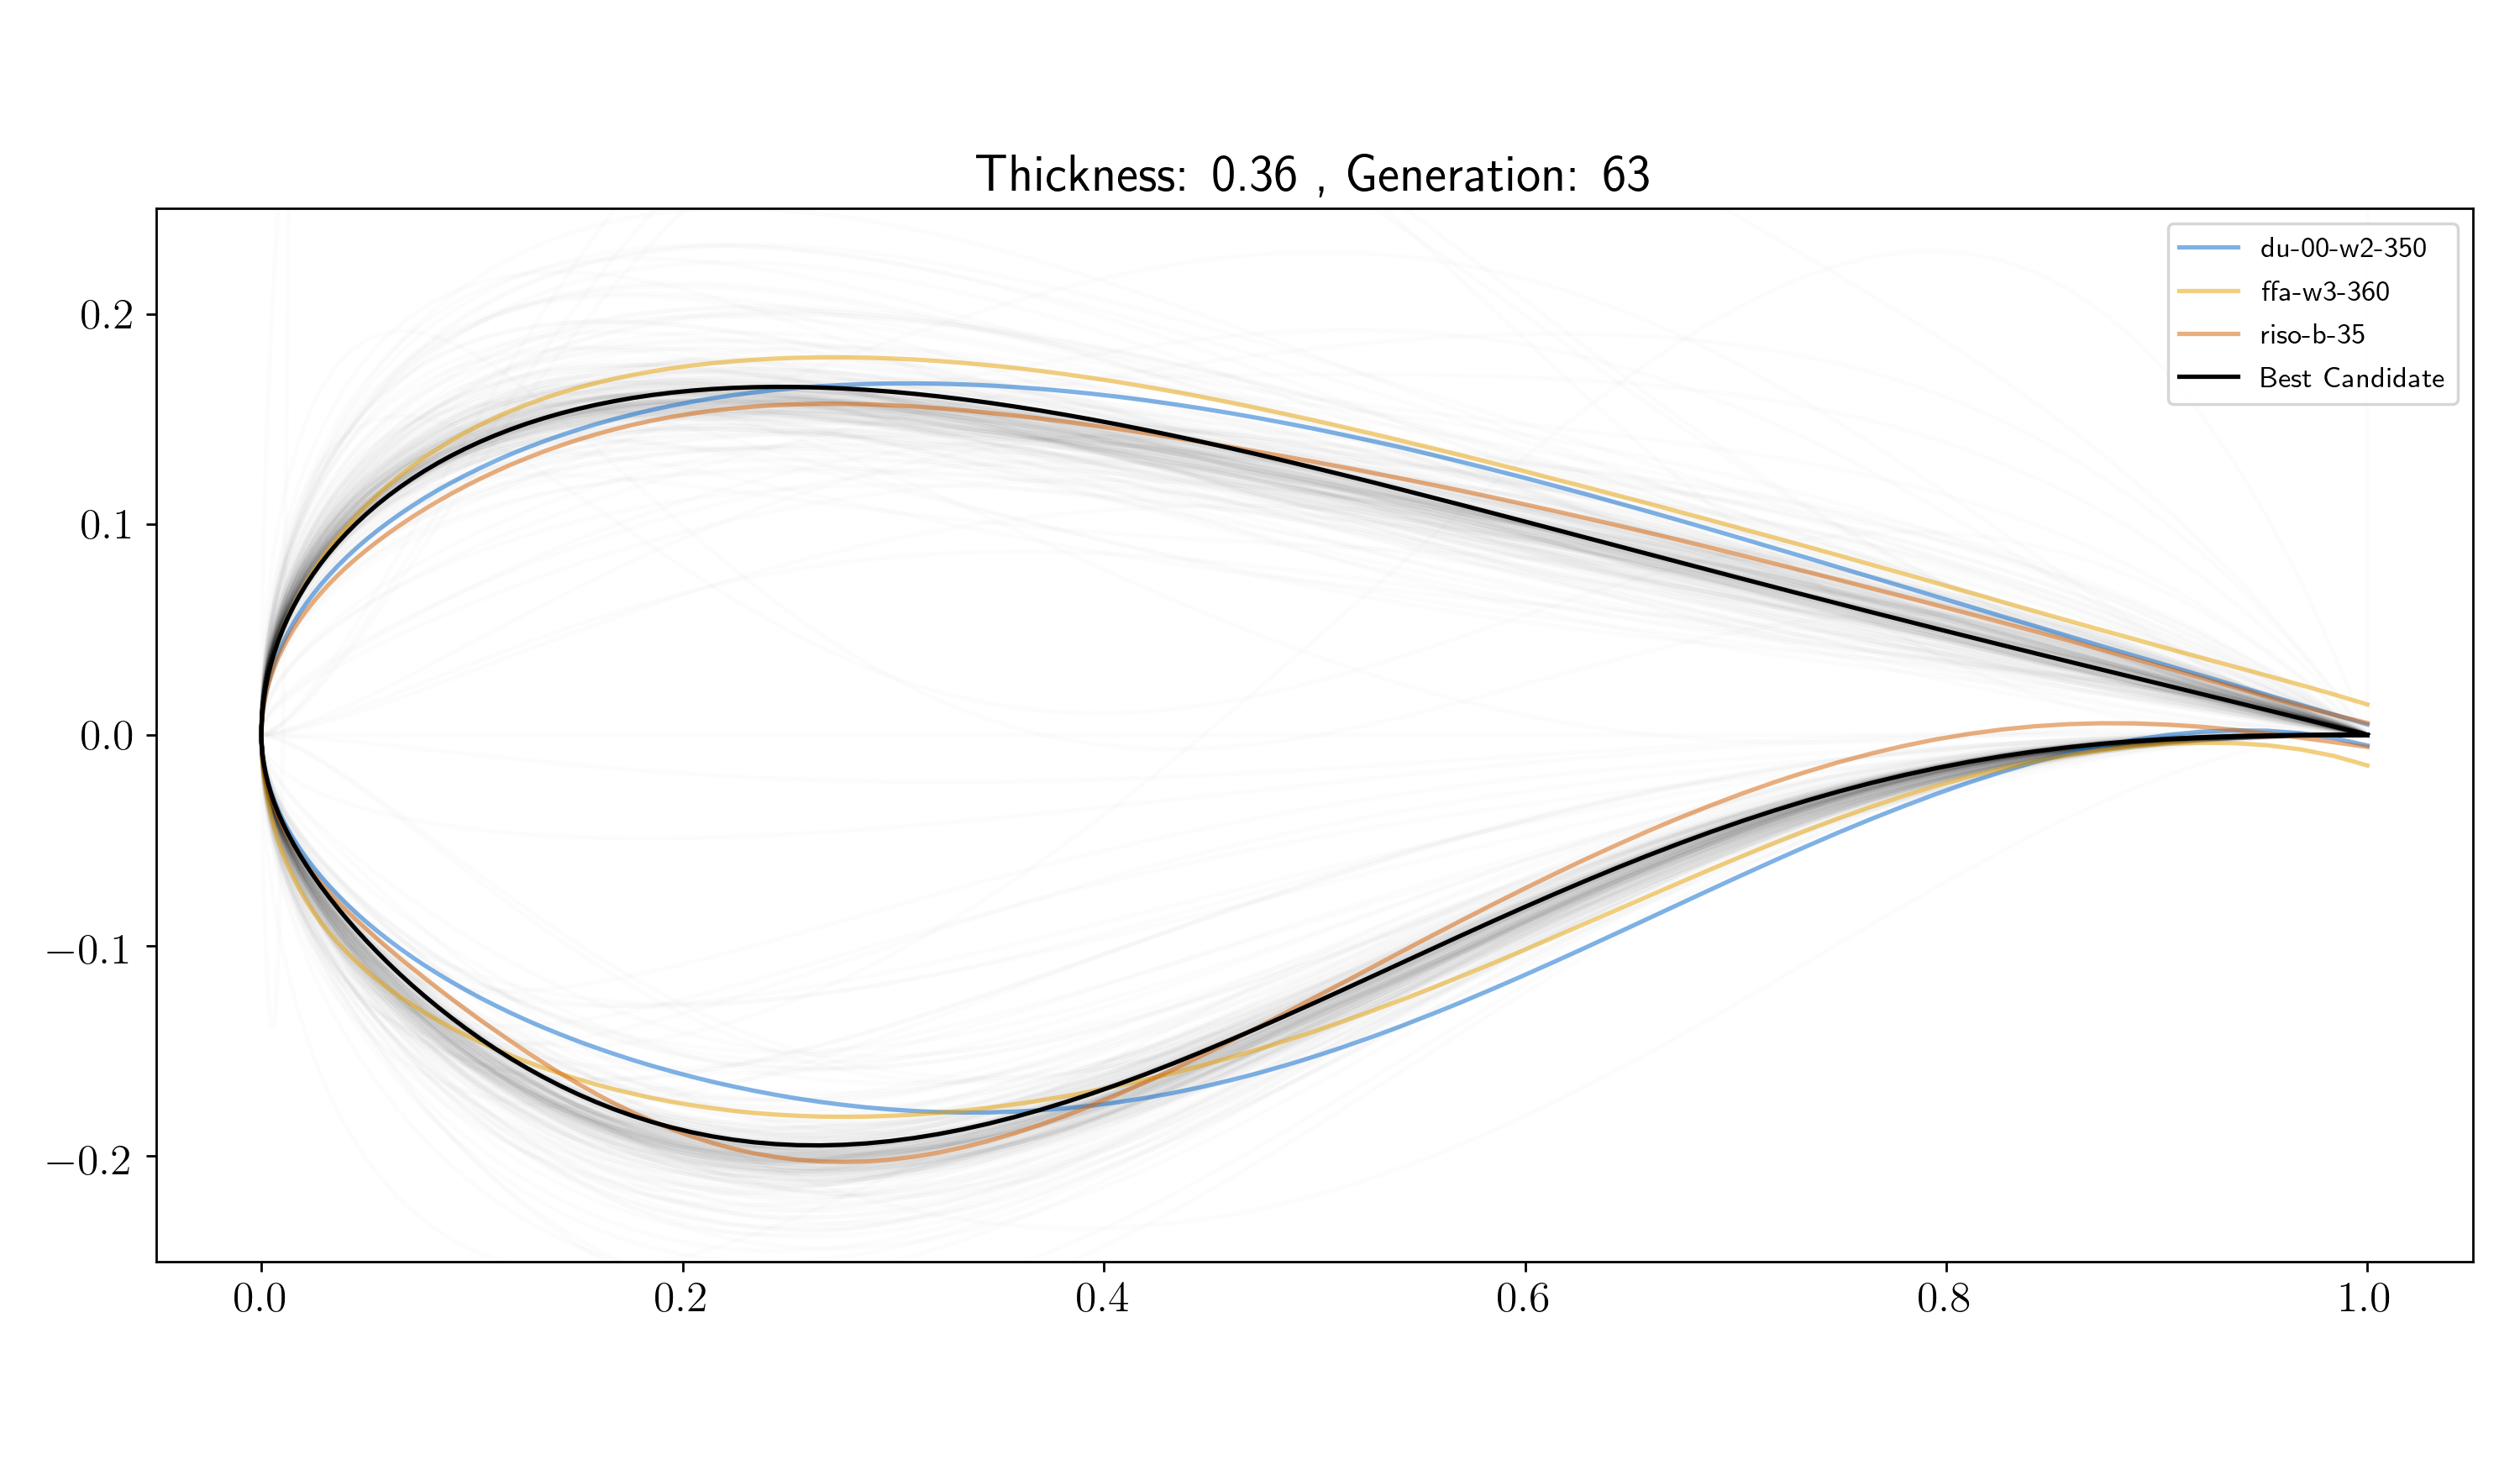 Thickness: 0.36 , Generation: 63
du-00-w2-350
ffa-w3-360
riso-b-35
Best Candidate
0.2
0.1
0.0
−0.1
−0.2
0.0 0.2 0.4 0.6 0.8 1.0